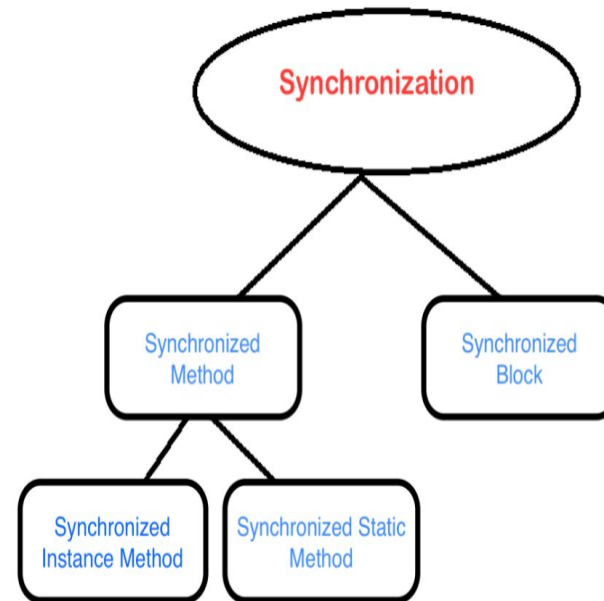 Synchronization
Synchronized
Method
Synchronized
Block
Synchronized
Instance Method
Synchronized Static
Method